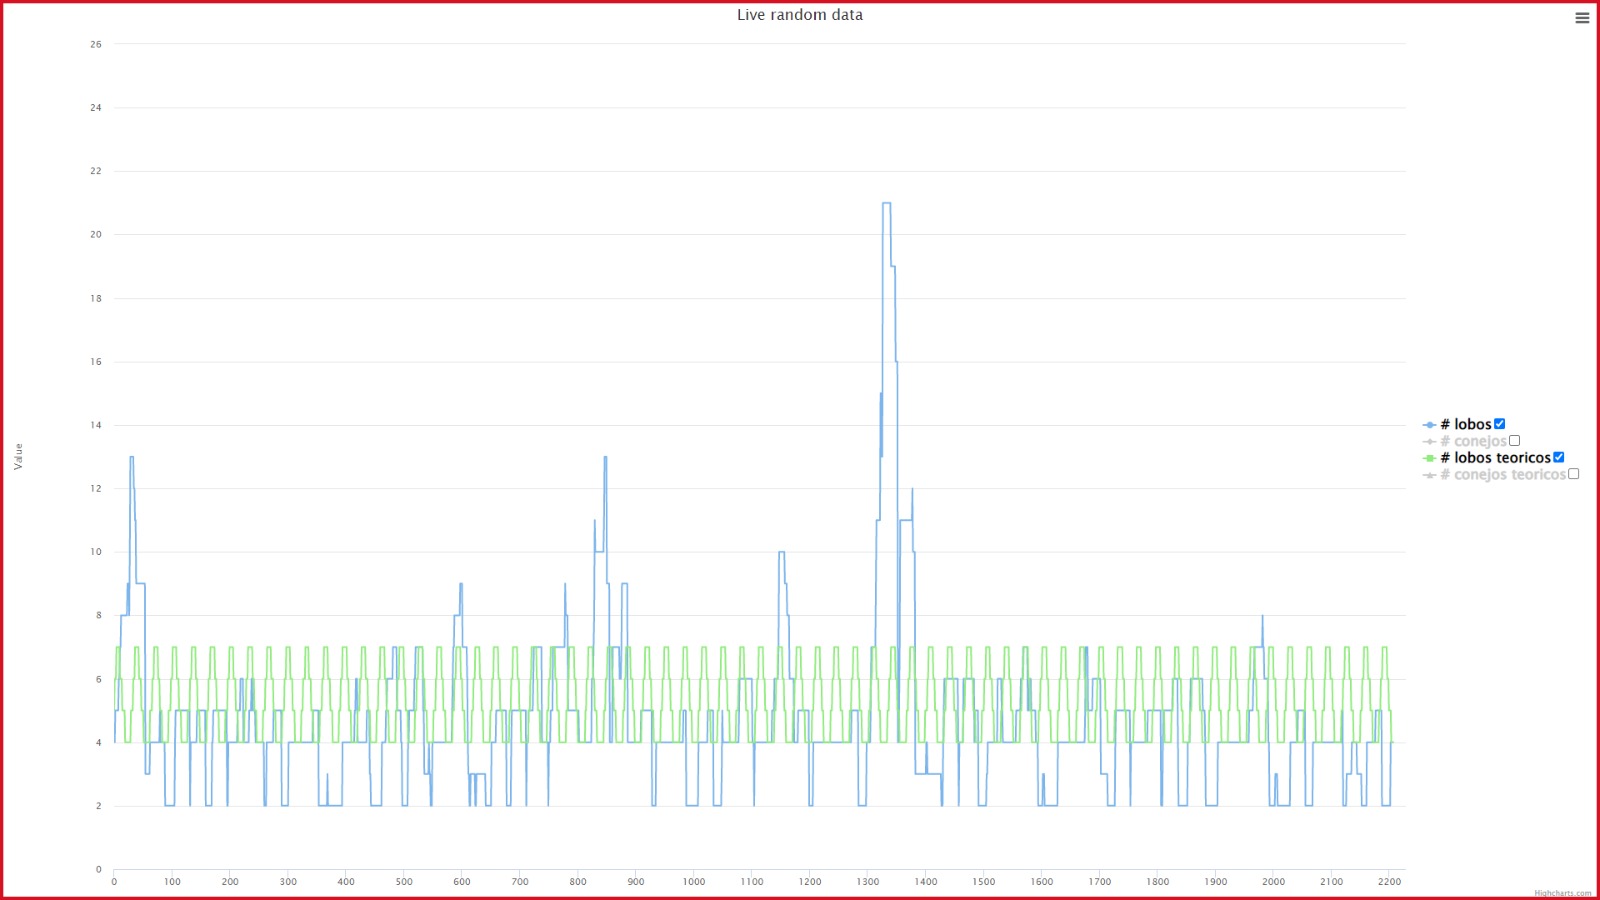 Live random data
26
24
22
20
18
16
14
12
10
8
6
4
2
0
Value
0 100 200 300 400 500 600 700 800 900 1000 1100 1200 1300 1400 1500 1600 1700 1800 1900 2000 2100 2200
# lobos
# conejos
# lobos teoricos
# conejos teoricos
Highcharts.com